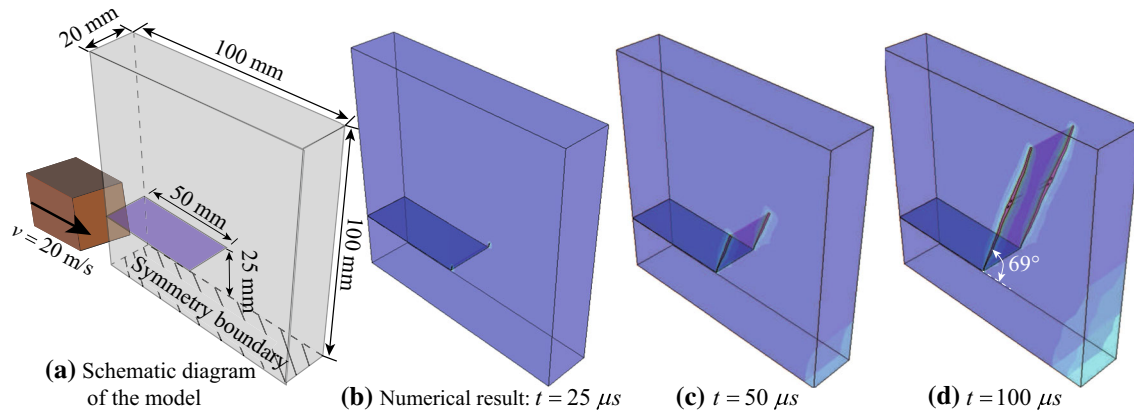 20 mm
100 mm
50 mm
25 mm
100 mm
v = 20 m/s
Symmetry boundary
69°
(a) Schematic diagram
of the model
(b) Numerical result: t = 25 μs
(c) t = 50 μs
(d) t = 100 μs